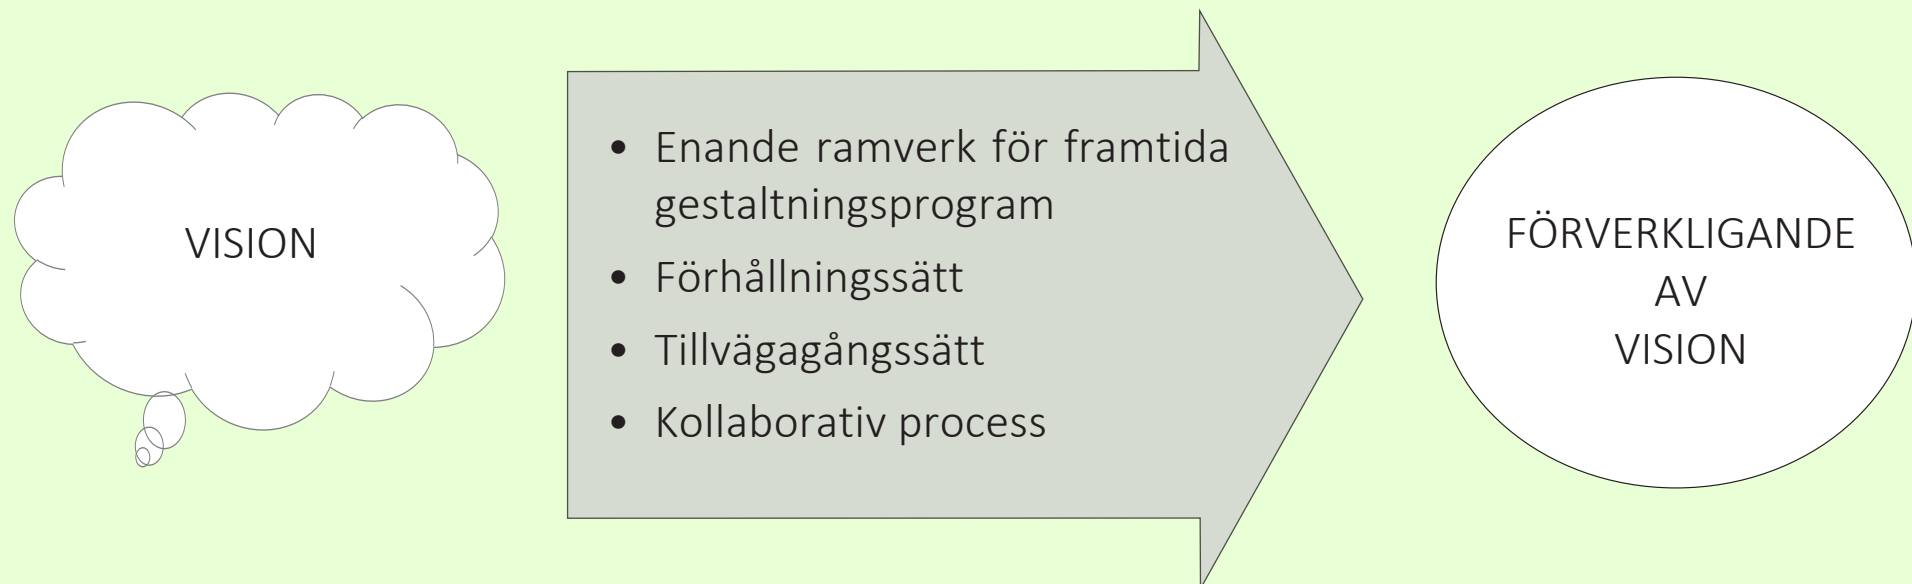 VISION
• Enande ramverk för framtida
gestaltningsprogram
• Förhållningssätt
• Tillvägagångssätt
• Kollaborativ process
FÖRVERKLIGANDE
AV
VISION